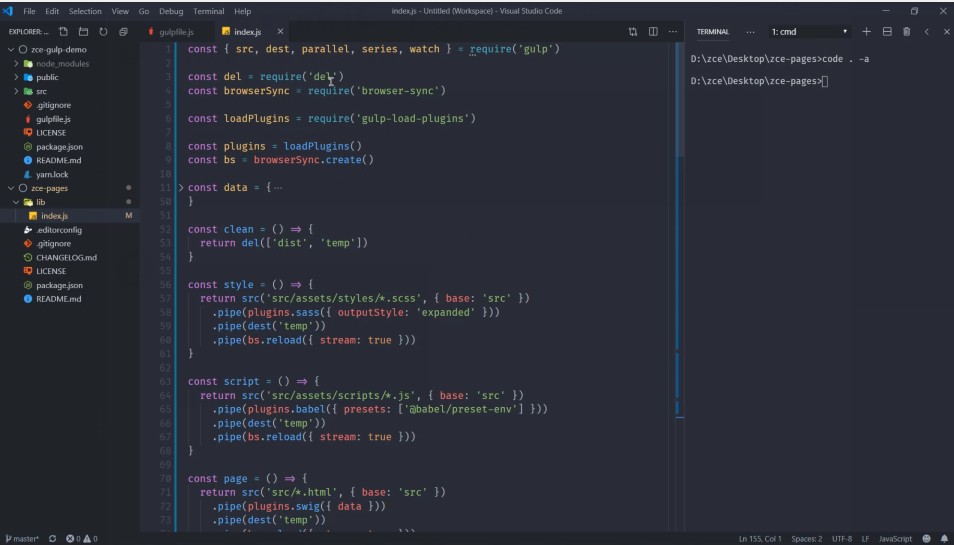 File Edit Selection View Go Debug Terminal Help
index.js - Untitled (Workspace) - Visual Studio Code
EXPLORER: ...
zce-gulp-demo
node_modules
public
src
.gitignore
gulpfile.js
LICENSE
package.json
README.md
yarn.lock
zce-pages
lib
index.js M
.editorconfig
.gitignore
CHANGELOG.md
LICENSE
package.json
README.md
gulpfile.js
index.js
1 const { src, dest, parallel, series, watch } = require('gulp')
2
3 const del = require('del')
4 const browserSync = require('browser-sync')
5
6 const loadPlugins = require('gulp-load-plugins')
7
8 const plugins = loadPlugins()
9 const bs = browserSync.create()
10
11 const data = { ...
50 }
51
52 const clean = () => {
53 return del(['dist', 'temp'])
54 }
55
56 const style = () => {
57 return src('src/assets/styles/*.scss', { base: 'src' })
58 .pipe(plugins.sass({ outputStyle: 'expanded' }))
59 .pipe(dest('temp'))
60 .pipe(bs.reload({ stream: true }))
61 }
62
63 const script = () => {
64 return src('src/assets/scripts/*.js', { base: 'src' })
65 .pipe(plugins.babel({ presets: ['@babel/preset-env'] }))
66 .pipe(dest('temp'))
67 .pipe(bs.reload({ stream: true }))
68 }
69
70 const page = () => {
71 return src('src/*.html', { base: 'src' })
72 .pipe(plugins.swig({ data }))
73 .pipe(dest('temp'))
TERMINAL ... 1: cmd
D:\zce\Desktop\zce-pages>code . -a
D:\zce\Desktop\zce-pages>
master* 0 0
Ln 155, Col 1 Spaces: 2 UTF-8 LF JavaScript